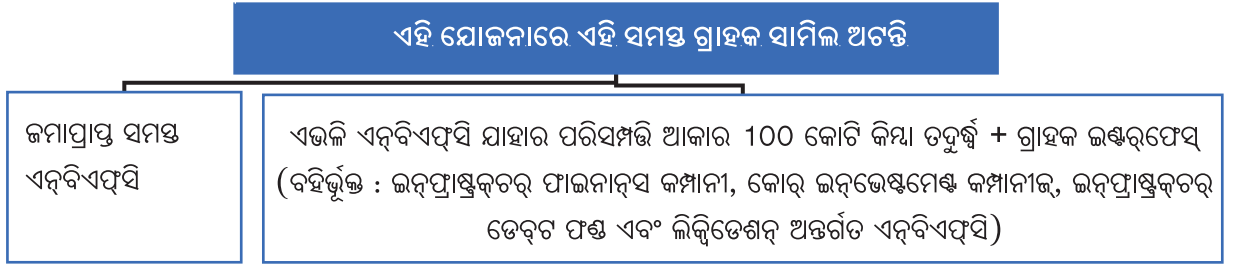 ଏହି ଯୋଜନାରେ ଏହି ସମସ୍ତ ଗ୍ରାହକ ସାମିଲ ଅଟନ୍ତି
ଜମାପ୍ରାପ୍ତ ସମସ୍ତ
ଏନ୍‌ବିଏଫ୍‌ସି
ଏଭଳି ଏନ୍‌ବିଏଫ୍‌ସି ଯାହାର ପରିସମ୍ପତ୍ତି ଆକାର 100 କୋଟି କିମ୍ବା ତଦୁର୍ଦ୍ଧ୍ୱ + ଗ୍ରାହକ ଇଣ୍ଟର୍‌ଫେସ୍
(ବହିର୍ଭୂକ୍ତ : ଇନ୍‌ଫ୍ରାଷ୍ଟ୍ରକ୍‌ଚର୍ ଫାଇନାନ୍‌ସ କମ୍ପାନୀ, କୋର୍ ଇନ୍‌ଭେଷ୍ଟମେଣ୍ଟ କମ୍ପାନୀଜ୍, ଇନ୍‌ଫ୍ରାଷ୍ଟ୍ରକ୍‌ଚର୍
ଡେବ୍‌ଟ ଫଣ୍ଡ ଏବଂ ଲିକ୍ୱିଡେଶନ୍ ଅନ୍ତର୍ଗତ ଏନ୍‌ବିଏଫ୍‌ସି)